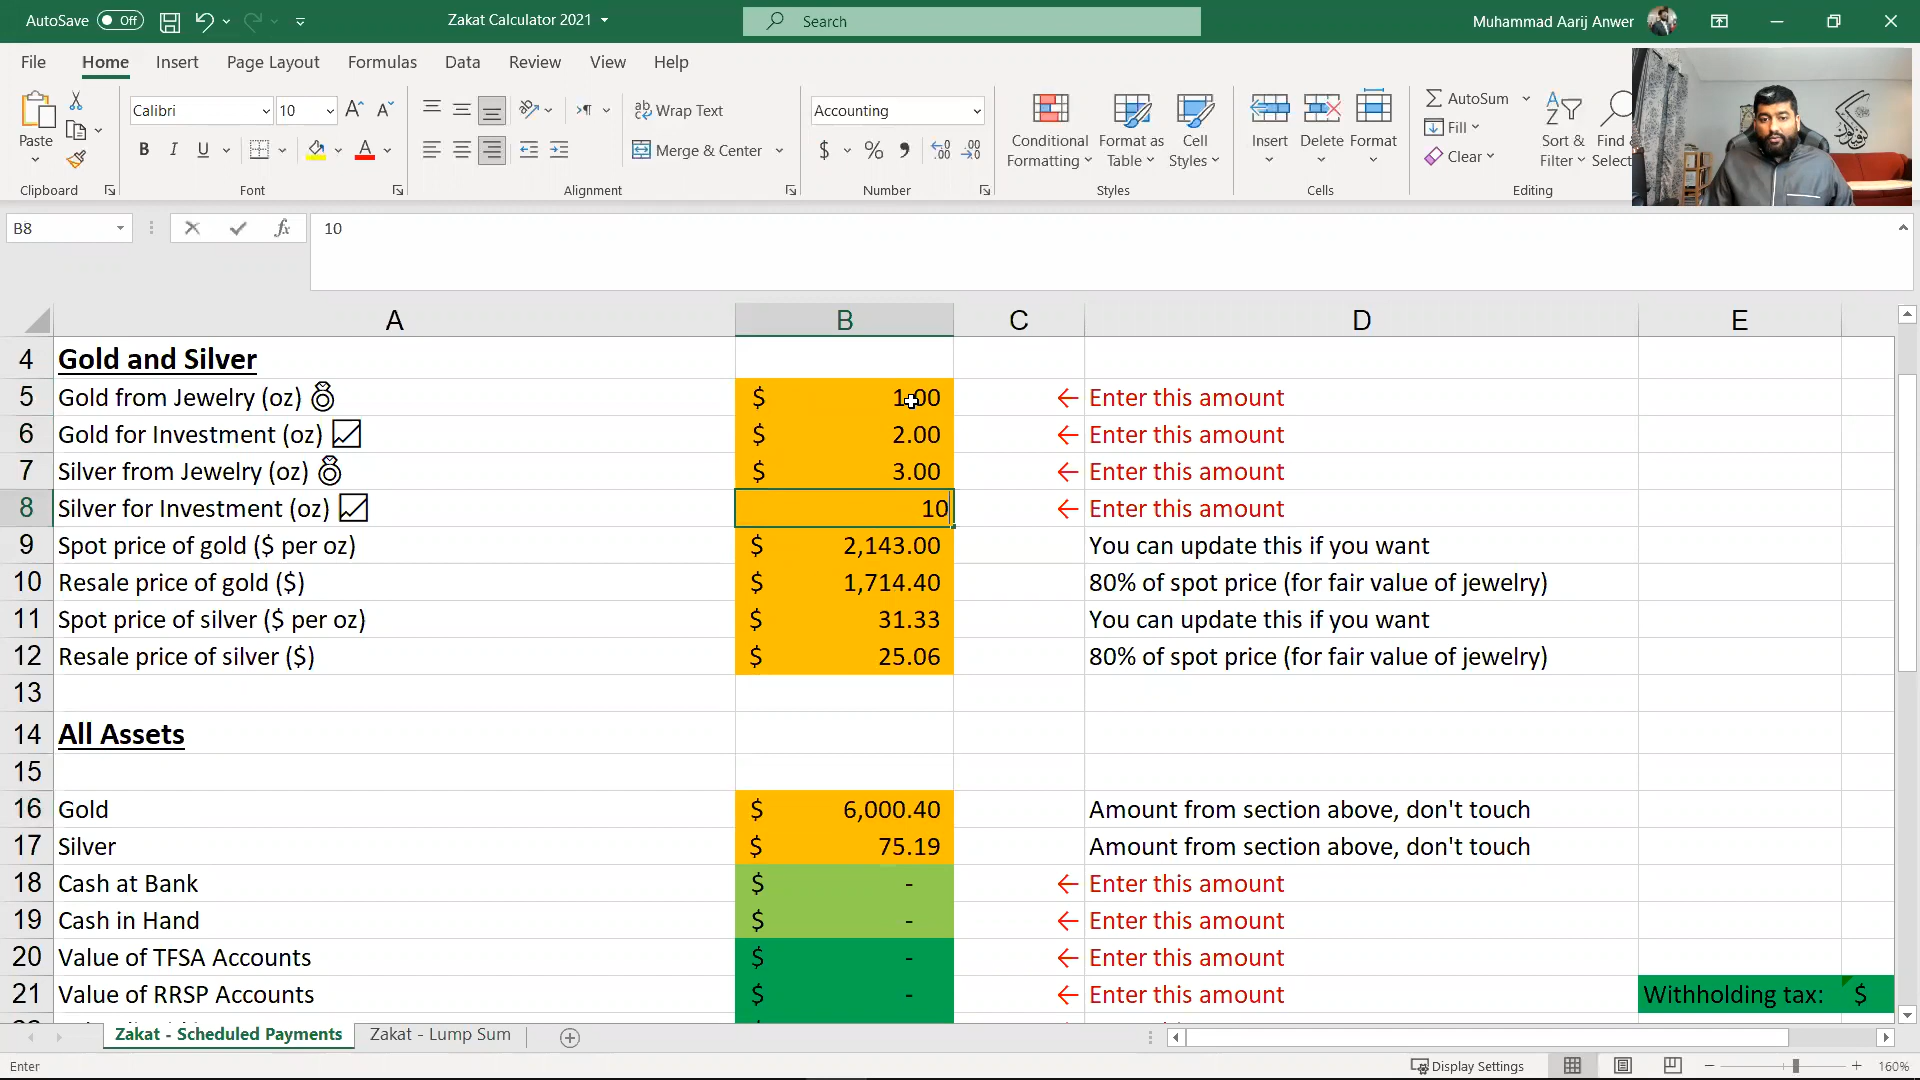 AutoSave Off Zakat Calculator 2021 Search Muhammad Aarij Anwer
File Home Insert Page Layout Formulas Data Review View Help
Calibri 10 Wrap Text Accounting AutoSum
Paste Conditional Formatting Format as Table Cell Styles Insert Delete Format Fill Sort & Filter Find & Select
B I U A Merge & Center $ % Clear
Clipboard Font Alignment Number Styles Cells Editing
B8 fx 10
A B C D E
4 Gold and Silver
5 Gold from Jewelry (oz) $ 1.00 ← Enter this amount
6 Gold for Investment (oz) $ 2.00 ← Enter this amount
7 Silver from Jewelry (oz) $ 3.00 ← Enter this amount
8 Silver for Investment (oz) 10 ← Enter this amount
9 Spot price of gold ($ per oz) $ 2,143.00 You can update this if you want
10 Resale price of gold ($) $ 1,714.40 80% of spot price (for fair value of jewelry)
11 Spot price of silver ($ per oz) $ 31.33 You can update this if you want
12 Resale price of silver ($) $ 25.06 80% of spot price (for fair value of jewelry)
13
14 All Assets
15
16 Gold $ 6,000.40 Amount from section above, don't touch
17 Silver $ 75.19 Amount from section above, don't touch
18 Cash at Bank $ - ← Enter this amount
19 Cash in Hand $ - ← Enter this amount
20 Value of TFSA Accounts $ - ← Enter this amount
21 Value of RRSP Accounts $ - ← Enter this amount Withholding tax: $
Zakat - Scheduled Payments Zakat - Lump Sum
Enter Display Settings 160%